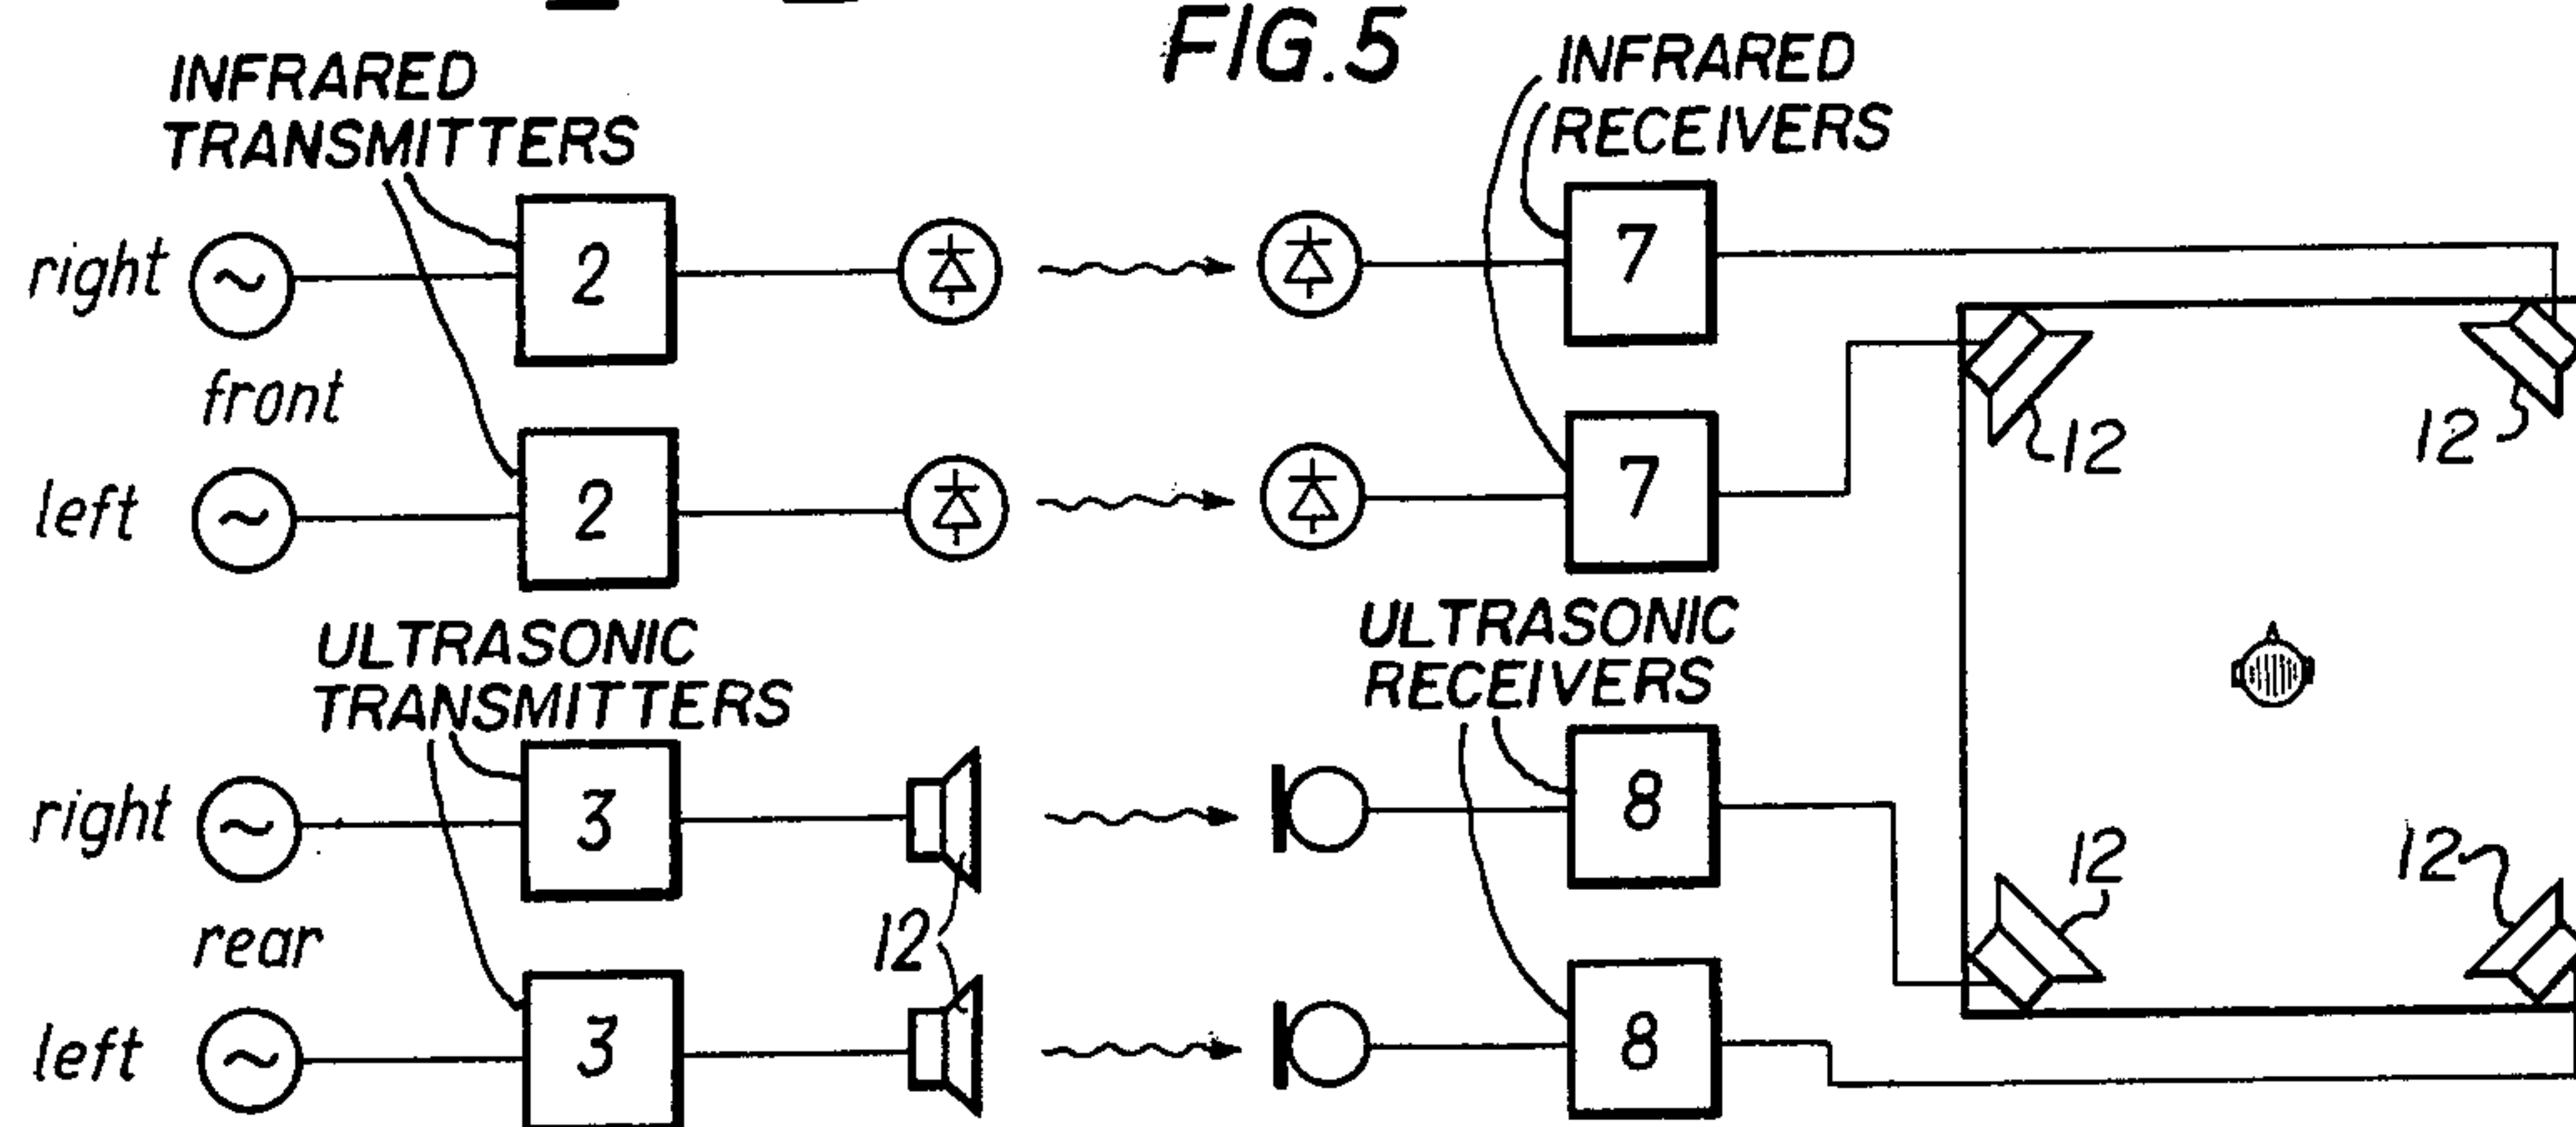 FIG.5
INFRARED
TRANSMITTERS
INFRARED
RECEIVERS
right
2
7
front
12
12
left
2
7
ULTRASONIC
TRANSMITTERS
ULTRASONIC
RECEIVERS
right
3
8
12
12
rear
12
left
3
8